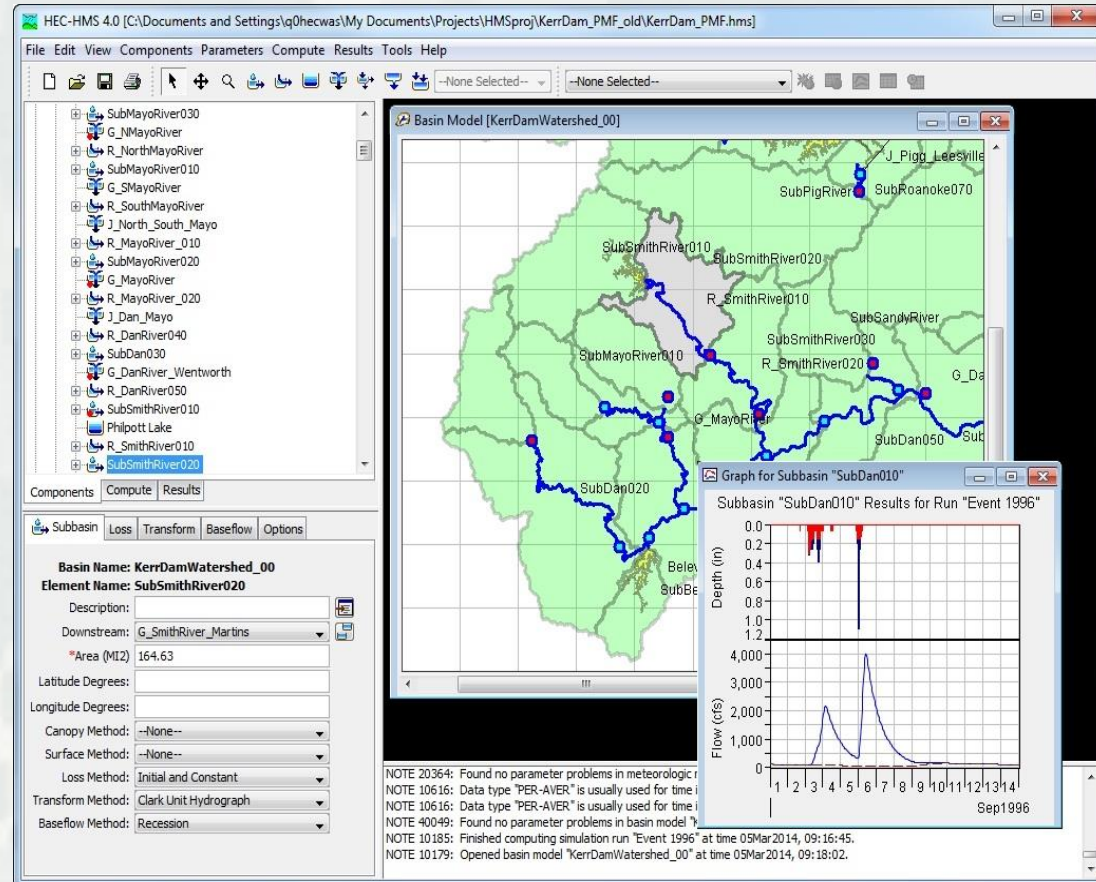 HEC-HMS 4.0 [C:\Documents and Settings\q0hecwas\My Documents\Projects\HMSproj\KerrDam_PMF_old\KerrDam_PMF.hms]
File Edit View Components Parameters Compute Results Tools Help
--None Selected-- --None Selected--
SubMayoRiver030
G_NMayoRiver
R_NorthMayoRiver
SubMayoRiver010
G_SMayoRiver
R_SouthMayoRiver
J_North_South_Mayo
R_MayoRiver_010
SubMayoRiver020
G_MayoRiver
R_MayoRiver_020
J_Dan_Mayo
R_DanRiver040
SubDan030
G_DanRiver_Wentworth
R_DanRiver050
SubSmithRiver010
Philpott Lake
R_SmithRiver010
SubSmithRiver020
Components Compute Results
Subbasin Loss Transform Baseflow Options
Basin Name: KerrDamWatershed_00
Element Name: SubSmithRiver020
Description:
Downstream: G_SmithRiver_Martins
*Area (MI2) 164.63
Latitude Degrees:
Longitude Degrees:
Canopy Method: --None--
Surface Method: --None--
Loss Method: Initial and Constant
Transform Method: Clark Unit Hydrograph
Baseflow Method: Recession
Basin Model [KerrDamWatershed_00]
J_Pigg_Leesville
SubPigRiver SubRoanoke070
SubSmithRiver010
SubSmithRiver020
R_SmithRiver010
SubSandyRiver
SubSmithRiver030
SubMayoRiver010
R_SmithRiver020
G_Da
G_MayoRiver
SubDan050 Sub
SubDan020
Belew
SubBe
Graph for Subbasin "SubDan010"
Subbasin "SubDan010" Results for Run "Event 1996"
Depth (in)
0.0
0.2
0.4
0.6
0.8
1.0
1.2
Flow (cfs)
4,000
3,000
2,000
1,000
0
1 2 3 4 5 6 7 8 9 10 11 12 13 14
Sep1996
NOTE 20364: Found no parameter problems in meteorologic
NOTE 10616: Data type "PER-AVER" is usually used for time i
NOTE 10616: Data type "PER-AVER" is usually used for time i
NOTE 40049: Found no parameter problems in basin model
NOTE 10185: Finished computing simulation run "Event 1996" at time 05Mar2014, 09:16:45.
NOTE 10179: Opened basin model "KerrDamWatershed_00" at time 05Mar2014, 09:18:02.